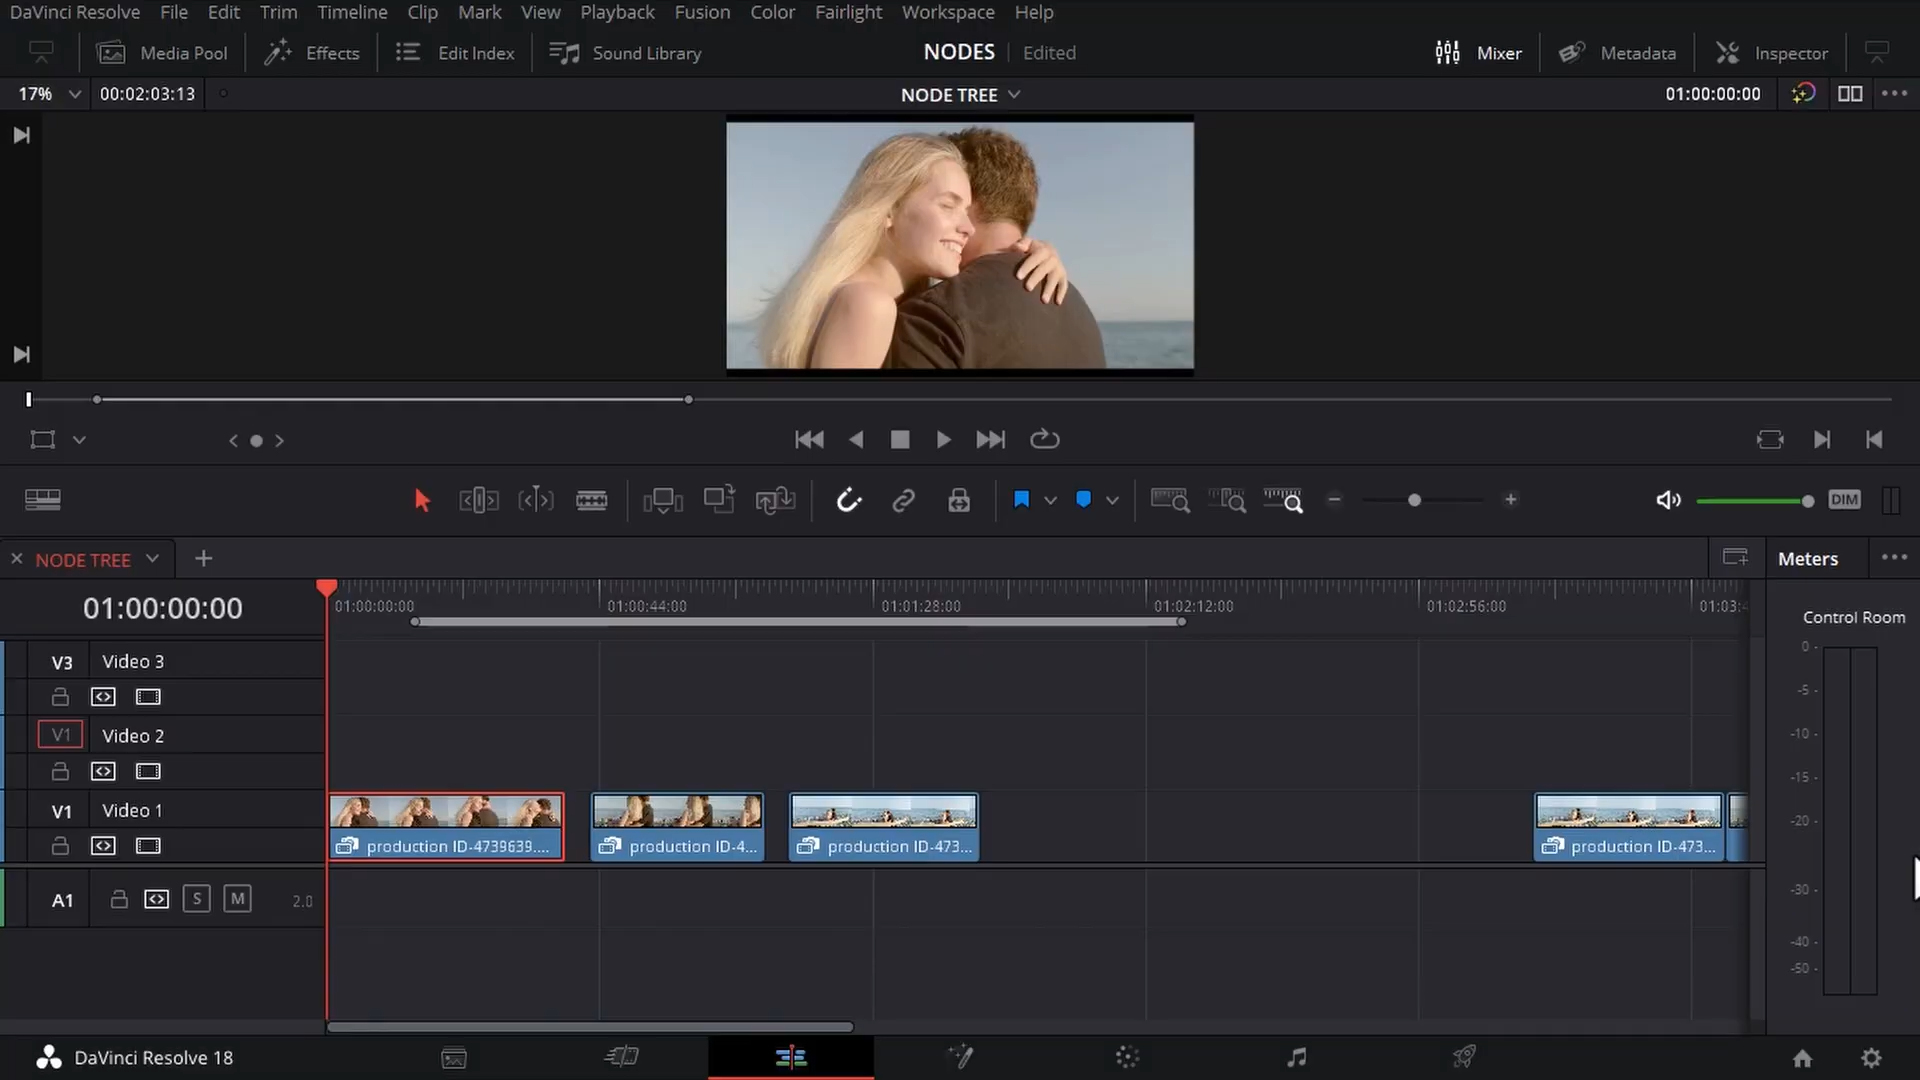 DaVinci Resolve File Edit Trim Timeline Clip Mark View Playback Fusion Color Fairlight Workspace Help
Media Pool Effects Edit Index Sound Library NODES Edited Mixer Metadata Inspector
17% 00:02:03:13 NODE TREE 01:00:00:00
DIM
NODE TREE Meters
01:00:00:00 01:00:00:00 01:00:44:00 01:01:28:00 01:02:12:00 01:02:56:00 01:03:4
Control Room
0 -
V3 Video 3
-5 -
V1 Video 2
-10 -
-15 -
V1 Video 1
-20 -
production ID-4739639.... production ID-4... production ID-473... production ID-473...
-30 -
A1 S M 2.0
-40 -
-50 -
DaVinci Resolve 18